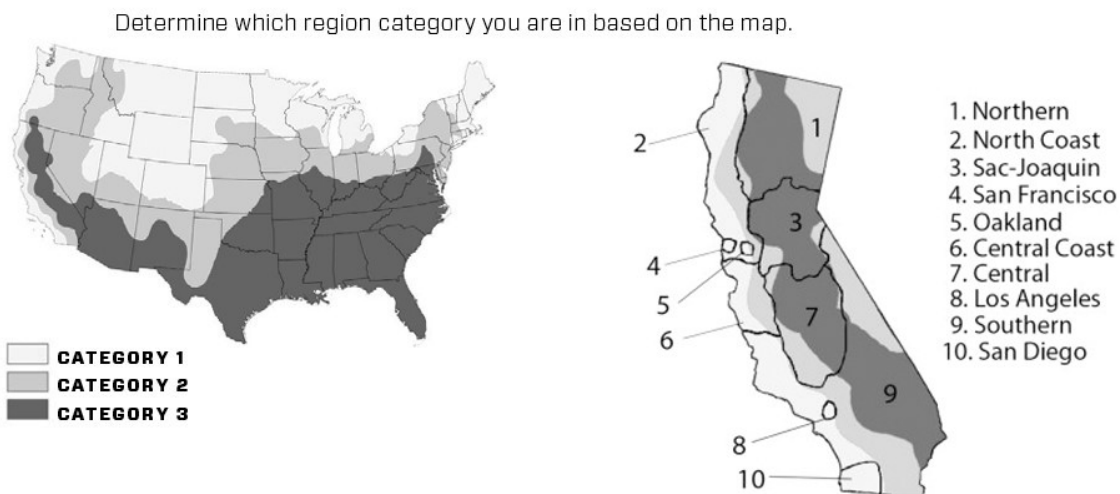 Determine which region category you are in based on the map.
CATEGORY 1
CATEGORY 2
CATEGORY 3
1
2
3
4
5
6
7
8
9
10
1. Northern
2. North Coast
3. Sac-Joaquin
4. San Francisco
5. Oakland
6. Central Coast
7. Central
8. Los Angeles
9. Southern
10. San Diego